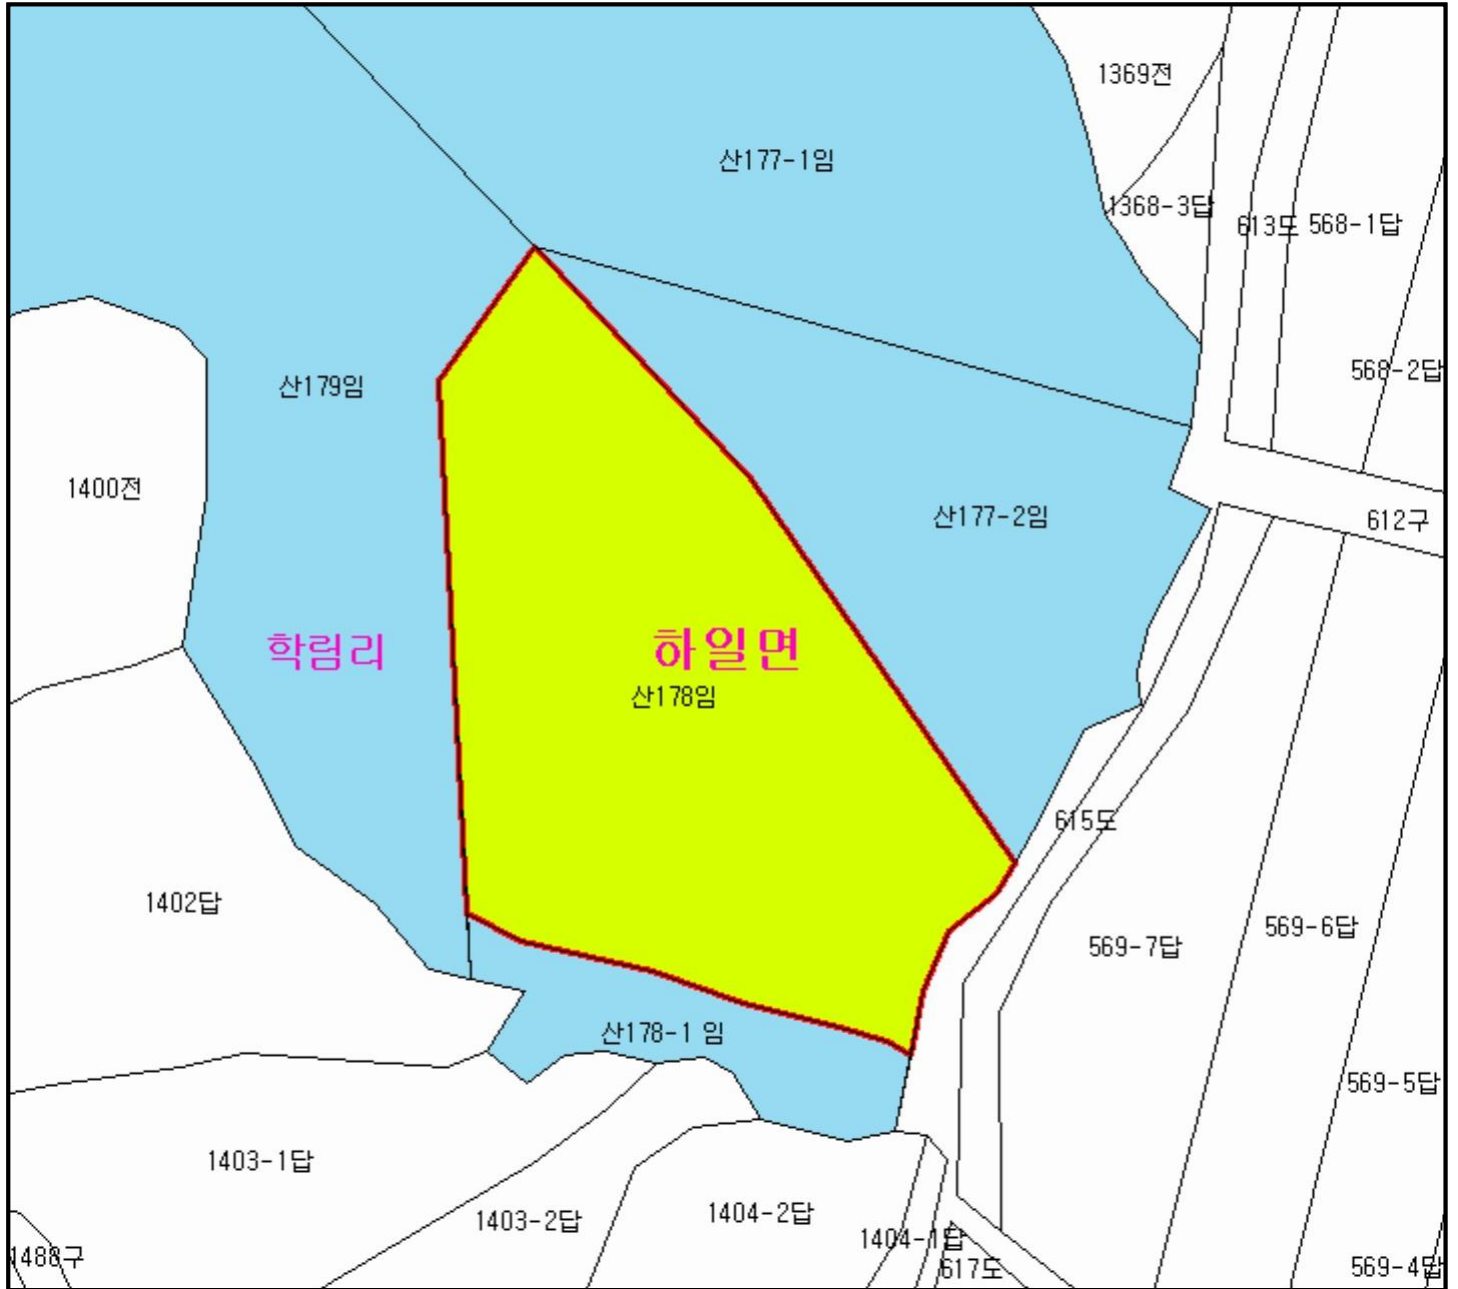 1369전
산177-1임
1368-3답
613도
568-1답
568-2답
산179임
1400전
산177-2임
612구
학림리
하일면
산178임
615도
1402답
569-7답
569-6답
산178-1 임
569-5답
1403-1답
1403-2답
1404-2답
1404-1답
617도
1488구
569-4답